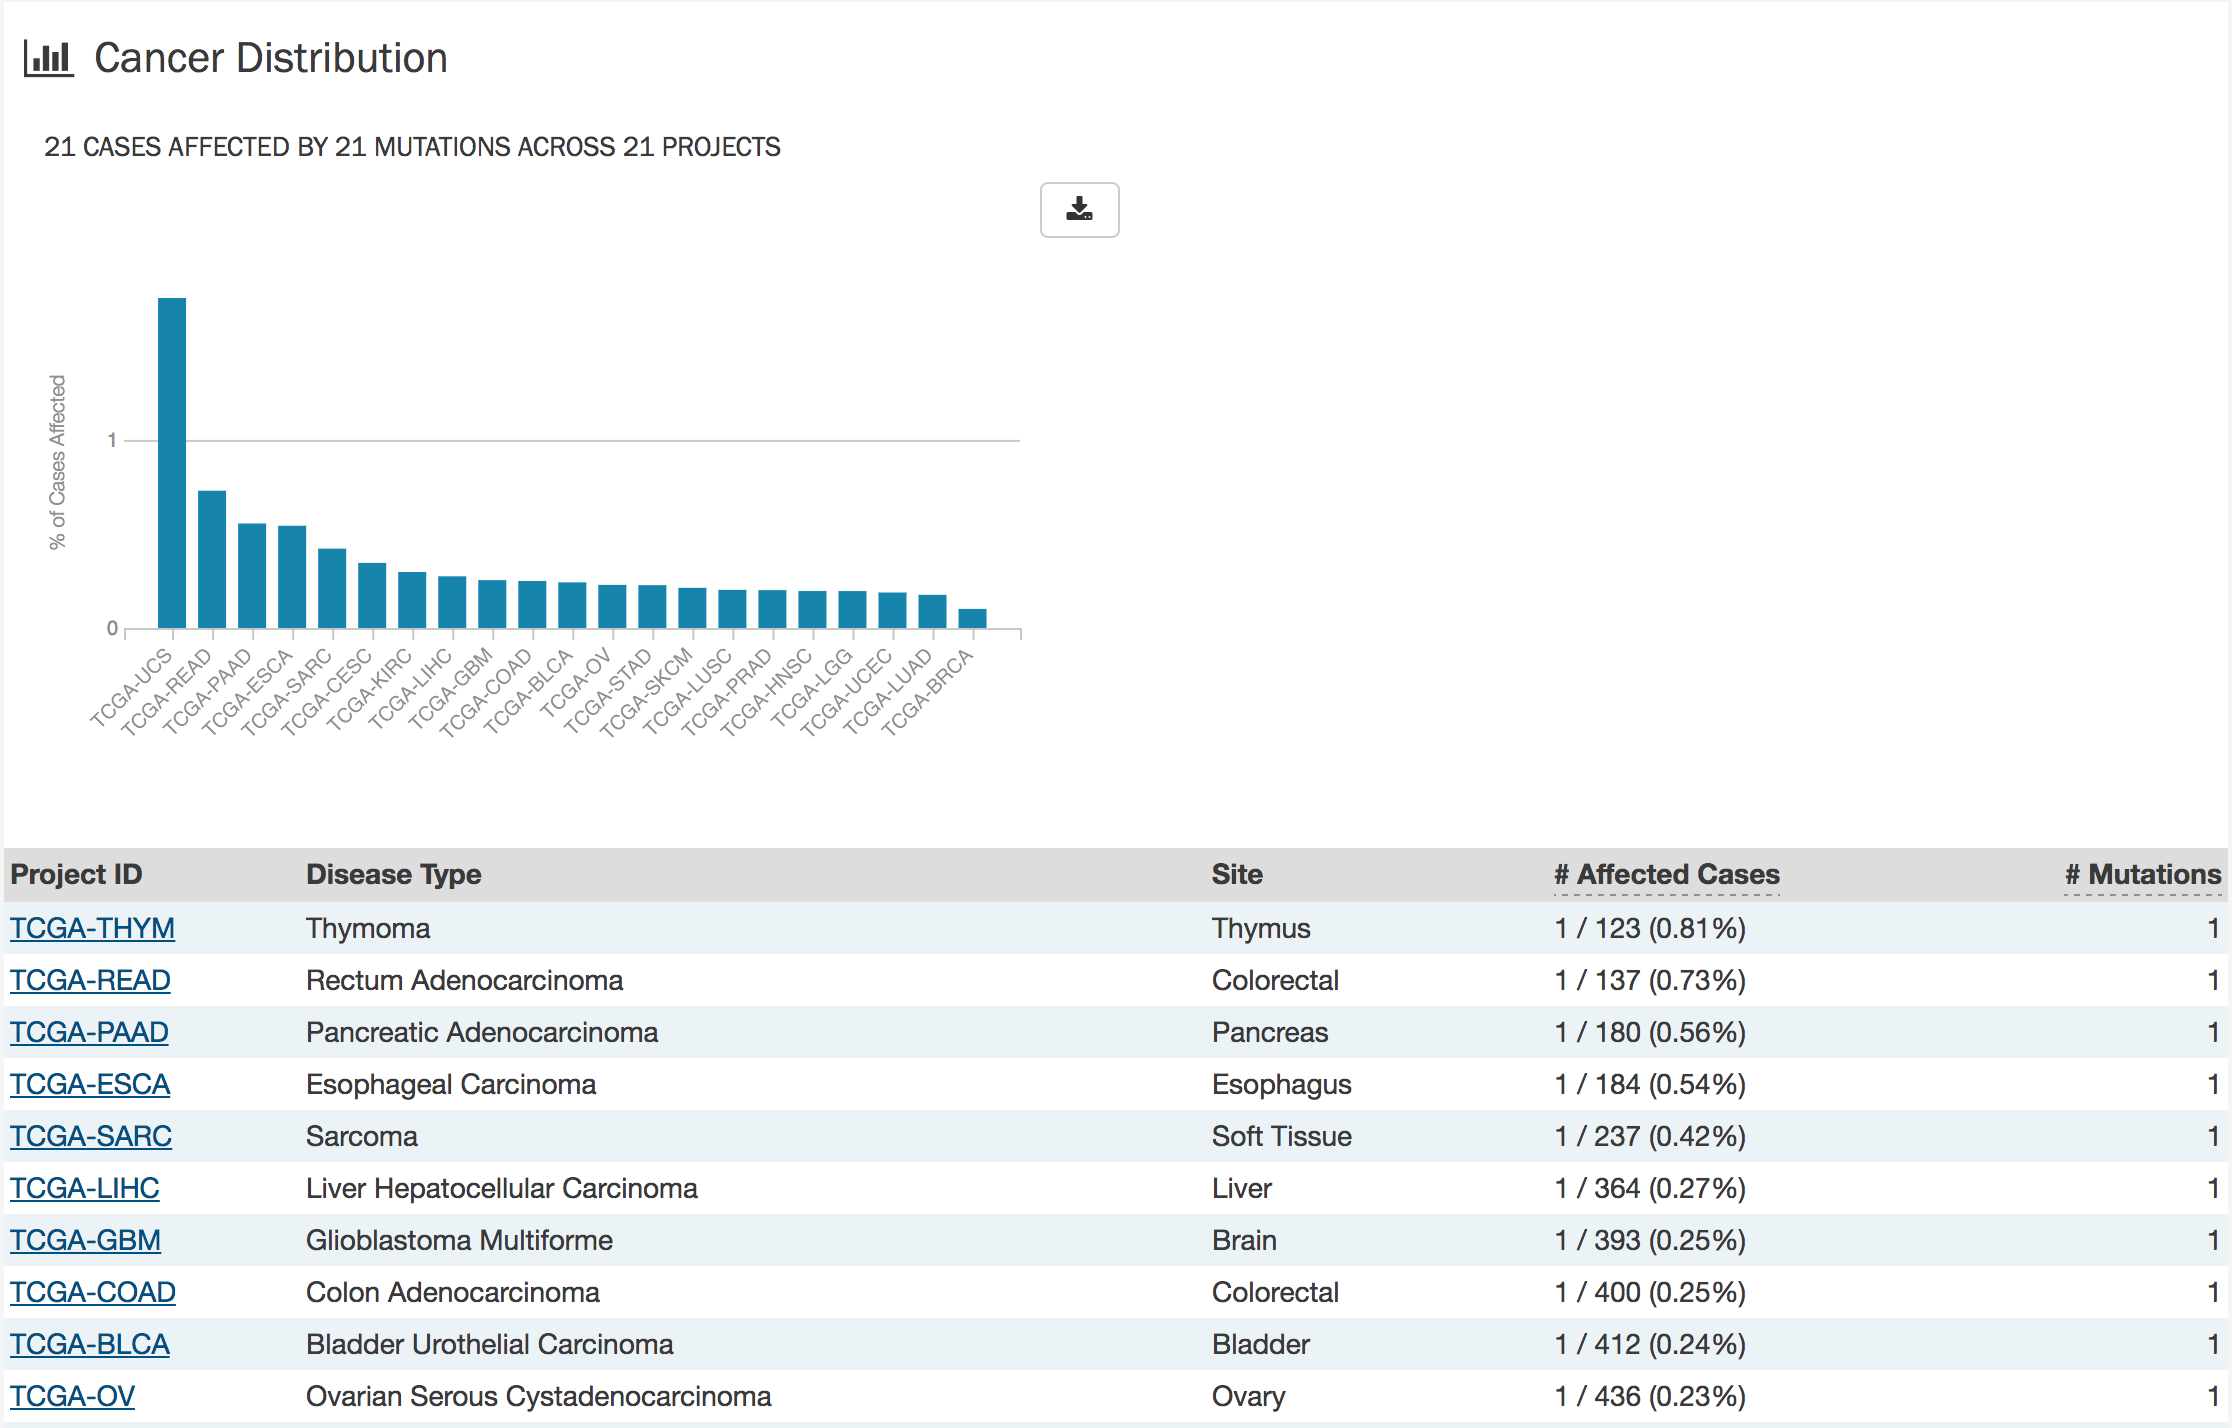 Cancer Distribution
21 CASES AFFECTED BY 21 MUTATIONS ACROSS 21 PROJECTS
% of Cases Affected
1
0
TCGA-UCS
TCGA-READ
TCGA-PAAD
TCGA-ESCA
TCGA-SARC
TCGA-CESC
TCGA-KIRC
TCGA-LIHC
TCGA-GBM
TCGA-COAD
TCGA-BLCA
TCGA-OV
TCGA-STAD
TCGA-SKCM
TCGA-LUSC
TCGA-PRAD
TCGA-HNSC
TCGA-LGG
TCGA-UCEC
TCGA-LUAD
TCGA-BRCA
Project ID Disease Type Site # Affected Cases # Mutations
TCGA-THYM Thymoma Thymus 1 / 123 (0.81%) 1
TCGA-READ Rectum Adenocarcinoma Colorectal 1 / 137 (0.73%) 1
TCGA-PAAD Pancreatic Adenocarcinoma Pancreas 1 / 180 (0.56%) 1
TCGA-ESCA Esophageal Carcinoma Esophagus 1 / 184 (0.54%) 1
TCGA-SARC Sarcoma Soft Tissue 1 / 237 (0.42%) 1
TCGA-LIHC Liver Hepatocellular Carcinoma Liver 1 / 364 (0.27%) 1
TCGA-GBM Glioblastoma Multiforme Brain 1 / 393 (0.25%) 1
TCGA-COAD Colon Adenocarcinoma Colorectal 1 / 400 (0.25%) 1
TCGA-BLCA Bladder Urothelial Carcinoma Bladder 1 / 412 (0.24%) 1
TCGA-OV Ovarian Serous Cystadenocarcinoma Ovary 1 / 436 (0.23%) 1